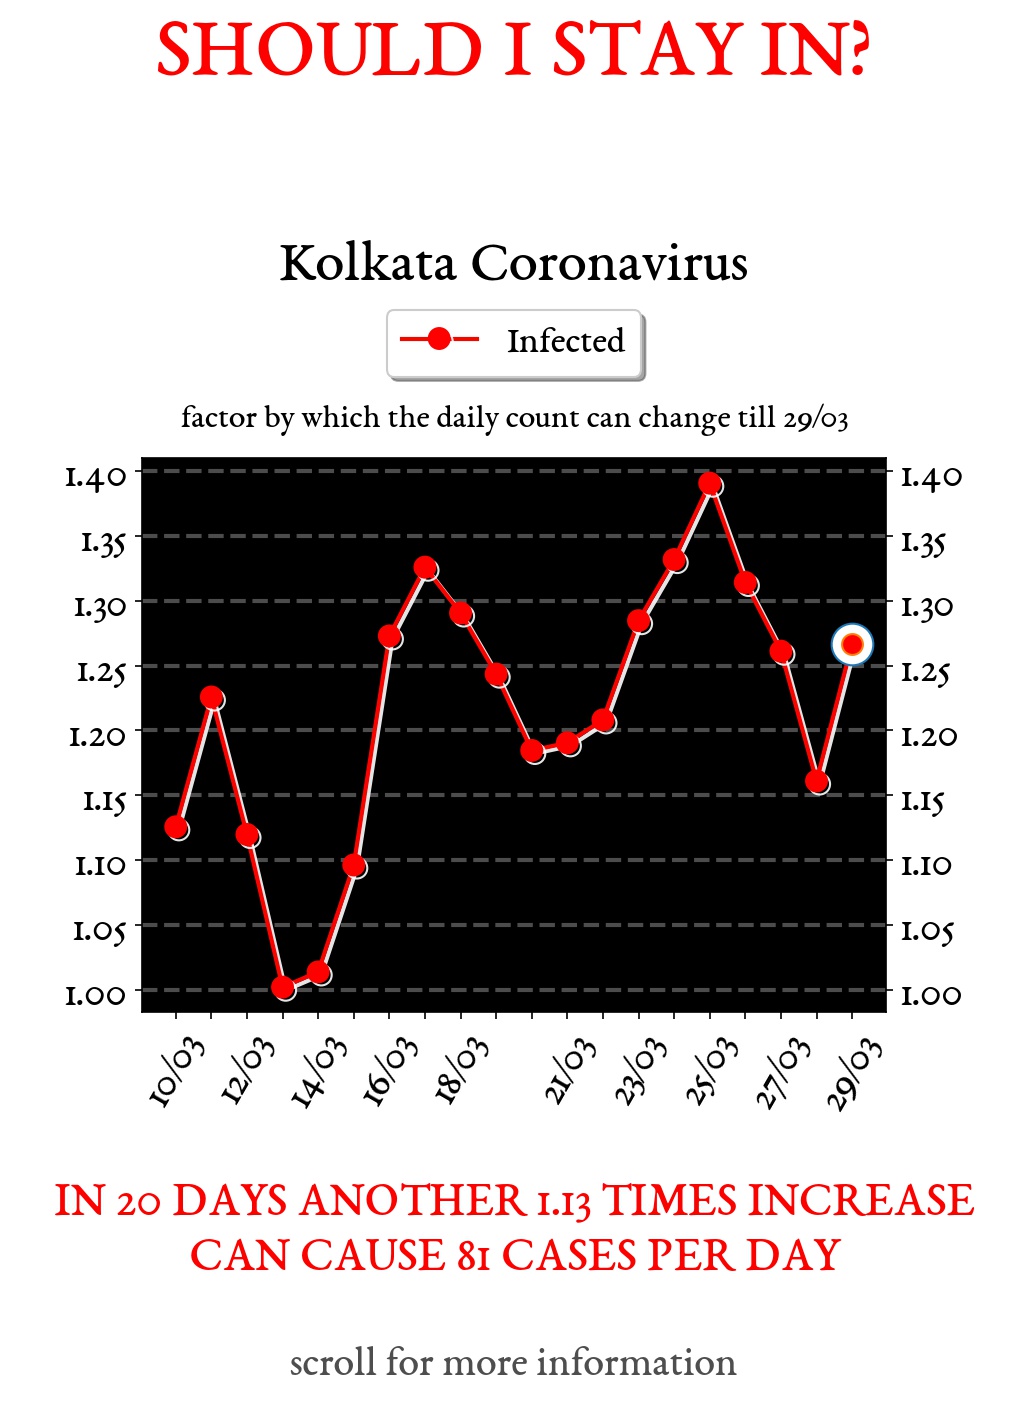 SHOULD I STAY IN?
Kolkata Coronavirus
Infected
factor by which the daily count can change till 29/03
1.40 1.40
1.35 1.35
1.30 1.30
1.25 1.25
1.20 1.20
1.15 1.15
1.10 1.10
1.05 1.05
1.00 1.00
10/03 12/03 14/03 16/03 18/03 21/03 23/03 25/03 27/03 29/03
IN 20 DAYS ANOTHER 1.13 TIMES INCREASE
CAN CAUSE 81 CASES PER DAY
scroll for more information